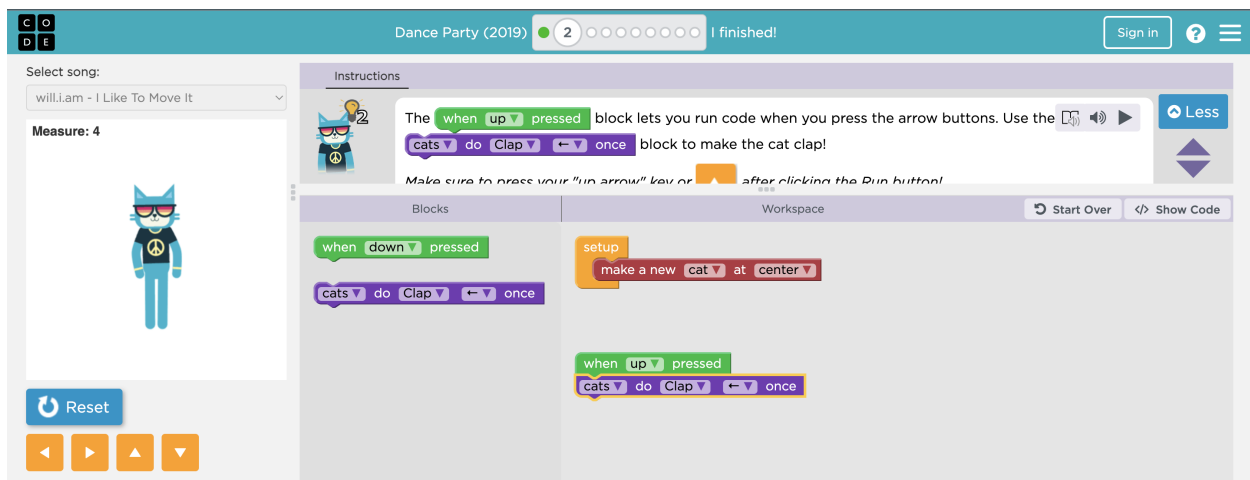 C O
D E
Dance Party (2019) 2 I finished!
Sign in ?
Select song:
will.i.am - I Like To Move It
Measure: 4
Reset
Instructions
2
The when up pressed block lets you run code when you press the arrow buttons. Use the
cats do Clap ← once block to make the cat clap!
Make sure to press your "up arrow" key or after clicking the Run button!
Less
Blocks
Workspace
Start Over
</> Show Code
when down pressed
cats do Clap ← once
setup
make a new cat at center
when up pressed
cats do Clap ← once